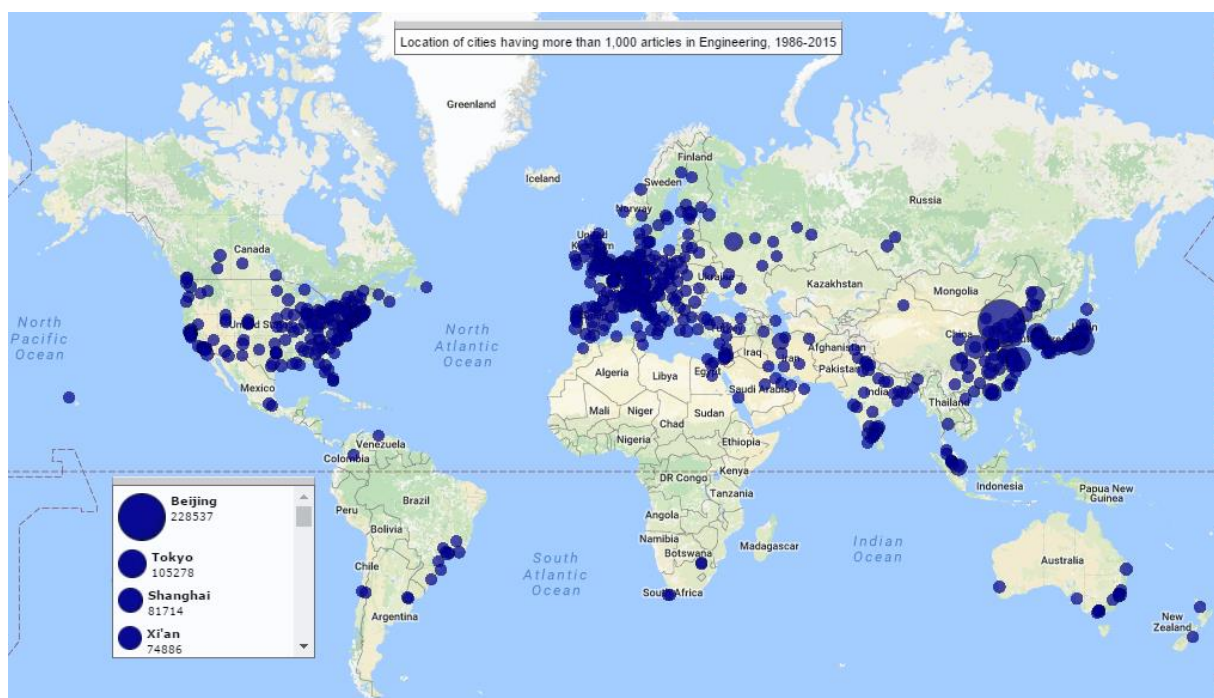 Location of cities having more than 1,000 articles in Engineering, 1986-2015
Greenland
Iceland
Finland
Sweden
Norway
Russia
United
Canada
Kazakhstan
Mongolia
North
Pacific
Ocean
North
Atlantic
Ocean
China
Afghanistan
Iraq
Iran
Pakistan
Algeria
Libya
Egypt
Saudi Arabia
Mexico
India
Thailand
Mali
Niger
Chad
Sudan
Nigeria
Ethiopia
Venezuela
Colombia
DR Congo
Kenya
Tanzania
Indonesia
Papua New
Guinea
Brazil
Peru
Bolivia
Angola
Namibia
Botswana
Madagascar
Indian
Ocean
South
Atlantic
Ocean
Chile
Argentina
South Africa
Australia
New
Zealand
Beijing
228537
Tokyo
105278
Shanghai
81714
Xi'an
74886